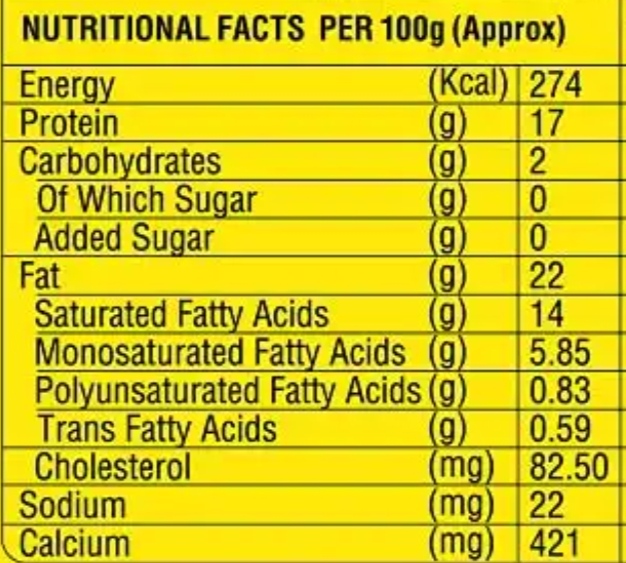 NUTRITIONAL FACTS PER 100g (Approx)
Energy (Kcal) 274
Protein (g) 17
Carbohydrates (g) 2
Of Which Sugar (g) 0
Added Sugar (g) 0
Fat (g) 22
Saturated Fatty Acids (g) 14
Monosaturated Fatty Acids (g) 5.85
Polyunsaturated Fatty Acids (g) 0.83
Trans Fatty Acids (g) 0.59
Cholesterol (mg) 82.50
Sodium (mg) 22
Calcium (mg) 421